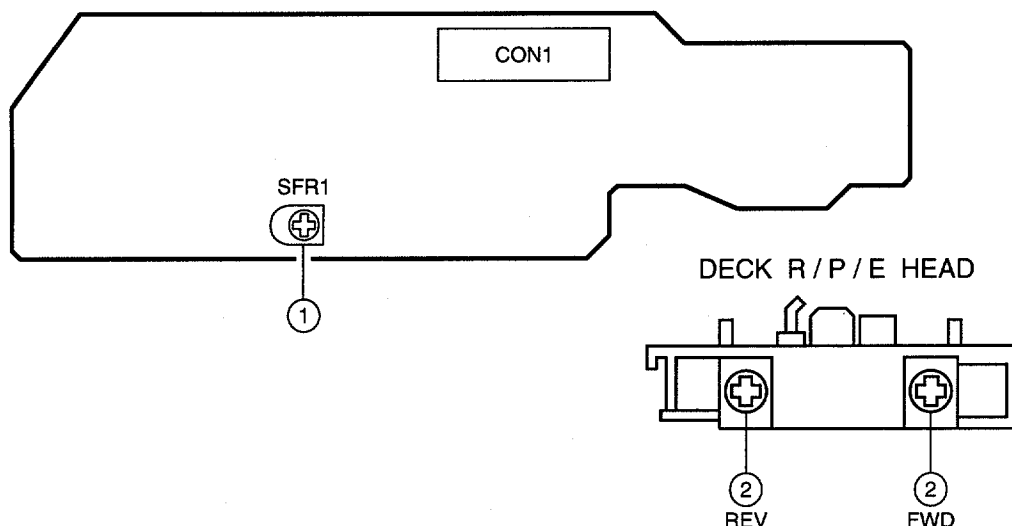 CON1
SFR1
1
DECK R / P / E HEAD
2
2
REV
FWD